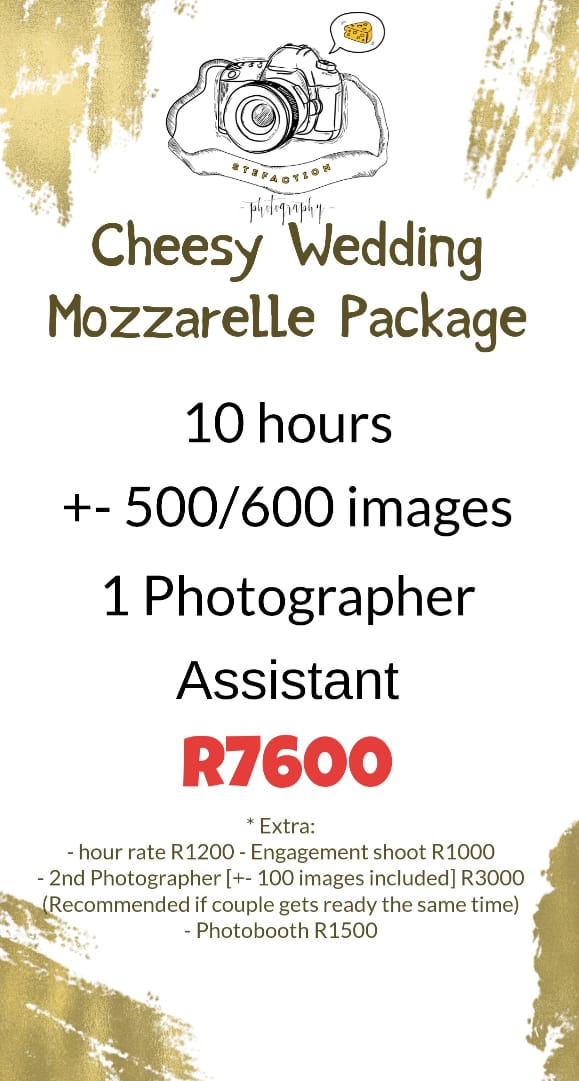 STEFACTION
- photography -
Cheesy Wedding
Mozzarelle Package
10 hours
+- 500/600 images
1 Photographer
Assistant
R7600
* Extra:
- hour rate R1200 - Engagement shoot R1000
- 2nd Photographer [+- 100 images included] R3000
(Recommended if couple gets ready the same time)
- Photobooth R1500